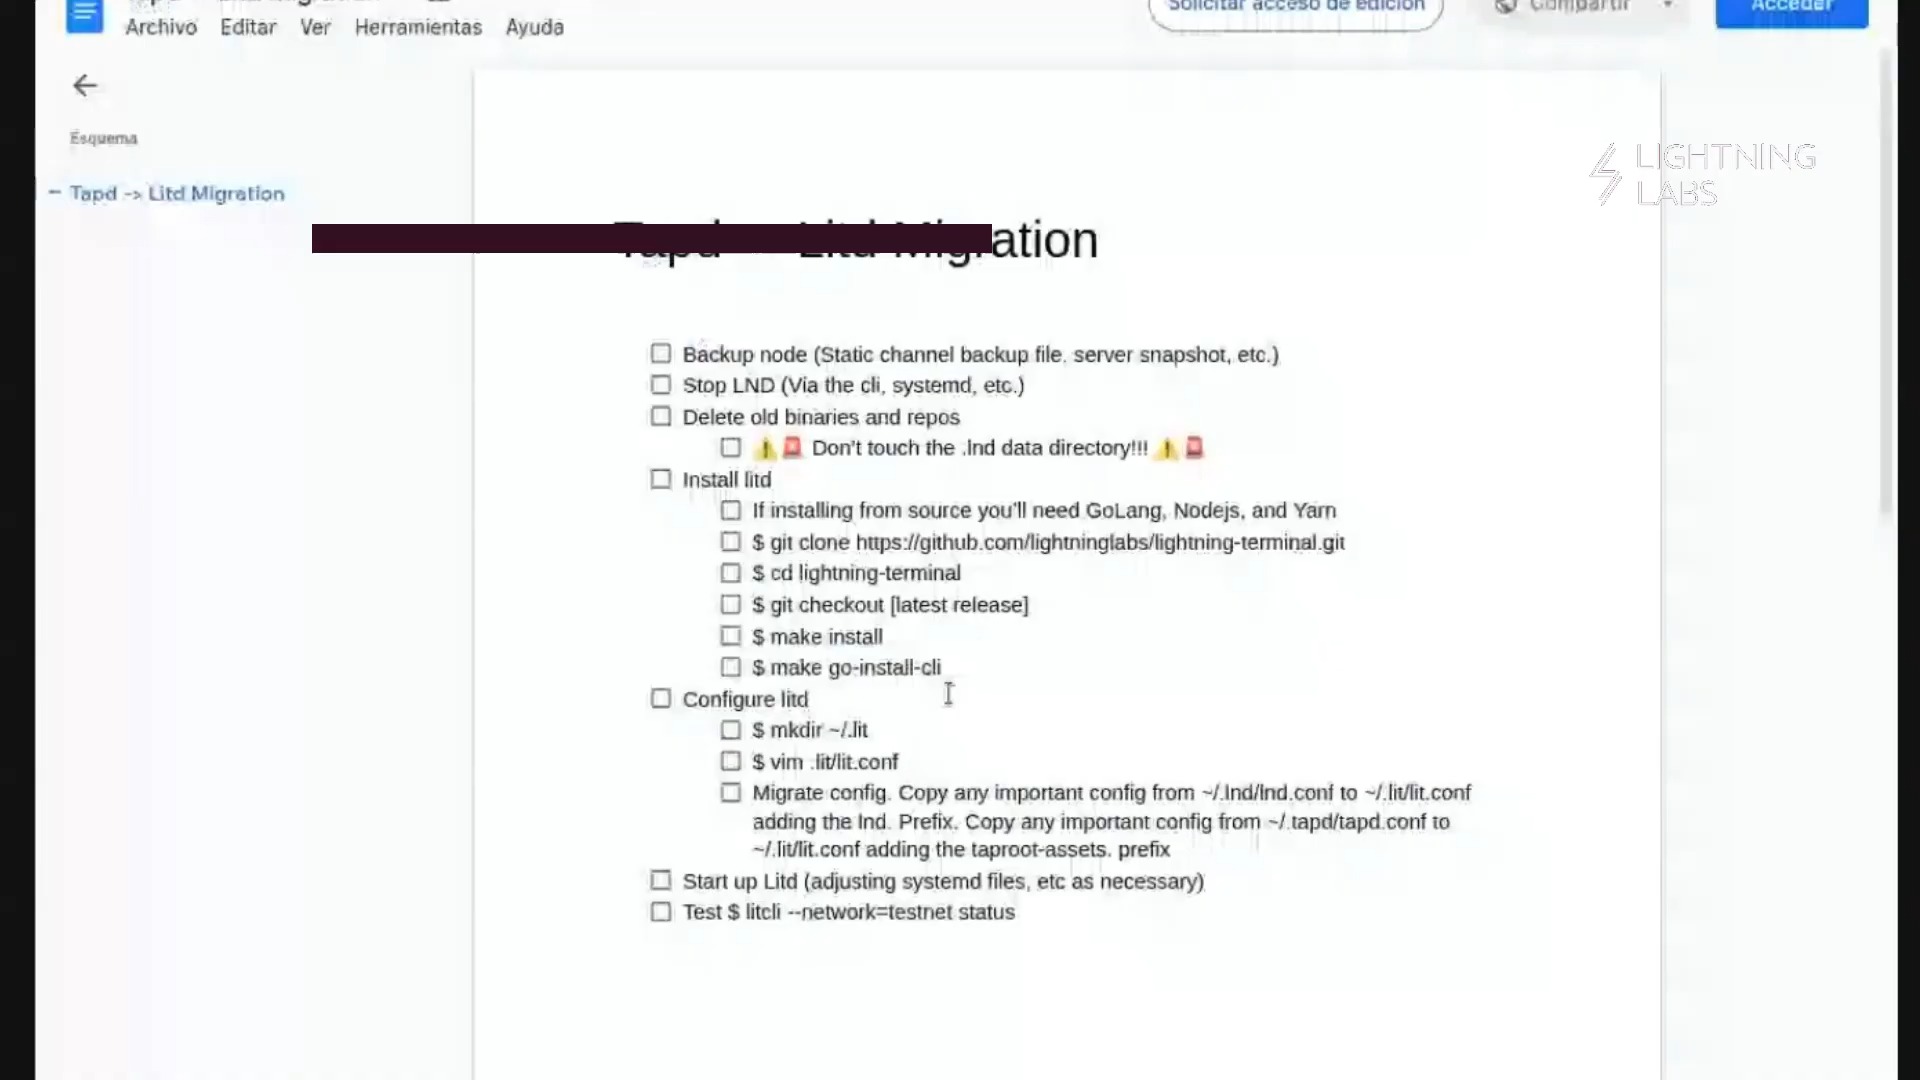 Solicitar acceso de edición
Compartir
Acceder
Archivo Editar Ver Herramientas Ayuda
Esquema
Tapd -> Litd Migration
LIGHTNING
LABS
Migration
Backup node (Static channel backup file. server snapshot, etc.)
Stop LND (Via the cli, systemd, etc.)
Delete old binaries and repos
⚠️🚨 Don't touch the .lnd data directory!!! ⚠️🚨
Install litd
If installing from source you'll need GoLang, Nodejs, and Yarn
$ git clone https://github.com/lightninglabs/lightning-terminal.git
$ cd lightning-terminal
$ git checkout [latest release]
$ make install
$ make go-install-cli
Configure litd
$ mkdir ~/.lit
$ vim .lit/lit.conf
Migrate config. Copy any important config from ~/.lnd/lnd.conf to ~/.lit/lit.conf
adding the lnd. Prefix. Copy any important config from ~/.tapd/tapd.conf to
~/.lit/lit.conf adding the taproot-assets. prefix
Start up Litd (adjusting systemd files, etc as necessary)
Test $ litcli --network=testnet status